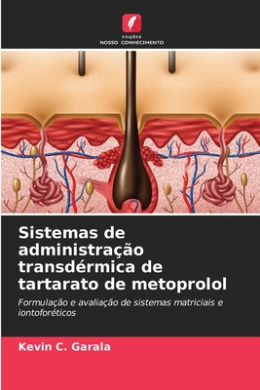 edições
NOSSO CONHECIMENTO
Sistemas de
administração
transdérmica de
tartarato de metoprolol
Formulação e avaliação de sistemas matriciais e
iontoforéticos
Kevin C. Garala